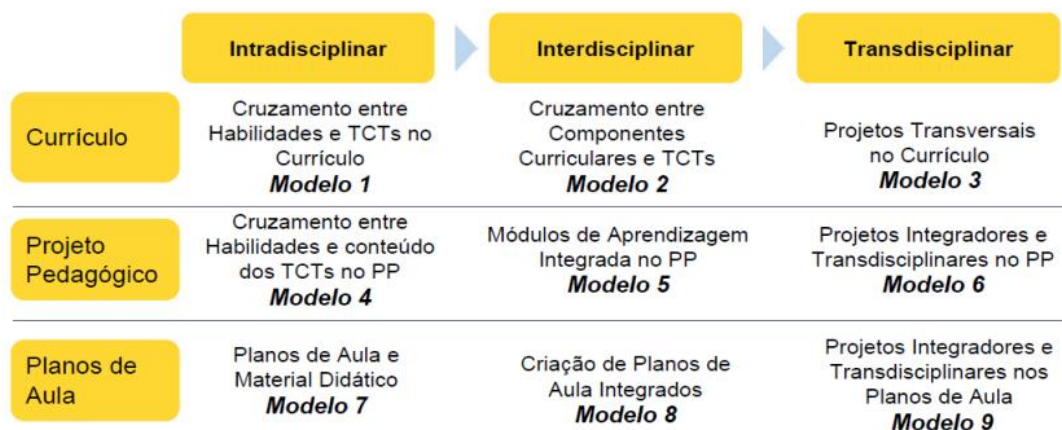 Intradisciplinar
Interdisciplinar
Transdisciplinar
Currículo
Cruzamento entre
Habilidades e TCTs no
Currículo
Modelo 1
Cruzamento entre
Componentes
Curriculares e TCTs
Modelo 2
Projetos Transversais
no Currículo
Modelo 3
Projeto
Pedagógico
Cruzamento entre
Habilidades e conteúdo
dos TCTs no PP
Modelo 4
Módulos de Aprendizagem
Integrada no PP
Modelo 5
Projetos Integradores e
Transdisciplinares no PP
Modelo 6
Planos de
Aula
Planos de Aula e
Material Didático
Modelo 7
Criação de Planos de
Aula Integrados
Modelo 8
Projetos Integradores e
Transdisciplinares nos
Planos de Aula
Modelo 9